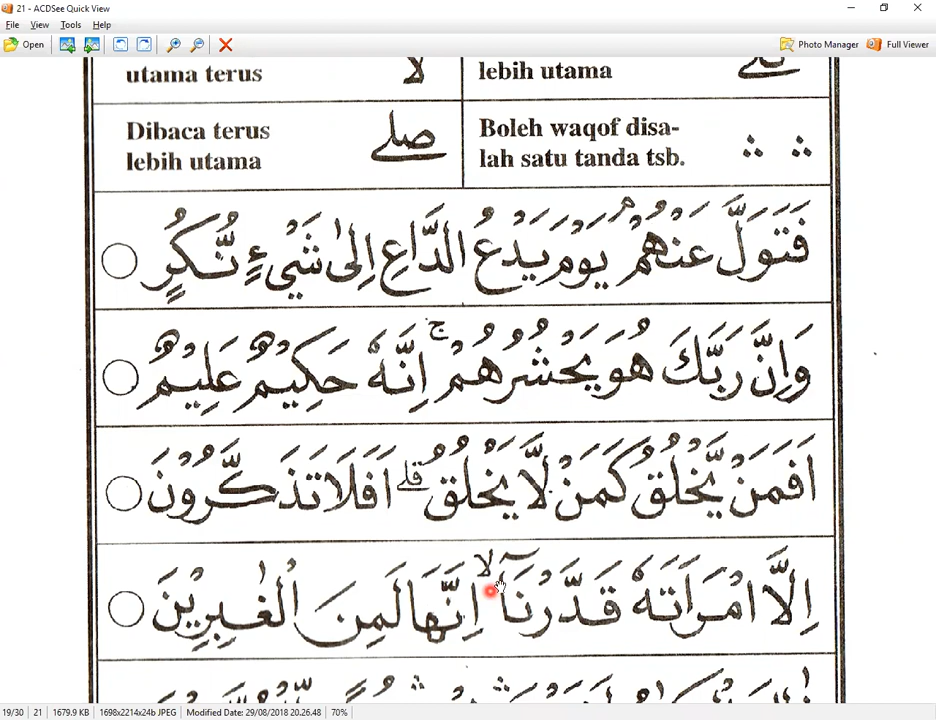 21 - ACDSee Quick View
File View Tools Help
Open Photo Manager Full Viewer
utama terus لا lebih utama
Dibaca terus lebih utama صلے Boleh waqof disa-
lah satu tanda tsb. ؞ ؞
فَتَوَلَّ عَنْهُمْۘ يَوْمَ يَدْعُ الدَّاعِ اِلٰى شَيْءٍ نُّكُرٍ
وَاِنَّ رَبَّكَ هُوَ يَحْشُرُهُمْۚ اِنَّهٗ حَكِيْمٌ عَلِيْمٌ
اَفَمَنْ يَّخْلُقُ كَمَنْ لَّا يَخْلُقُۗ اَفَلَا تَذَكَّرُوْنَ
اِلَّا امْرَاَتَهٗ قَدَّرْنَآۙ اِنَّهَا لَمِنَ الْغٰبِرِيْنَ
19/30 21 1679.9 KB 1698x2214x24b JPEG Modified Date: 29/08/2018 20.26.48 70%